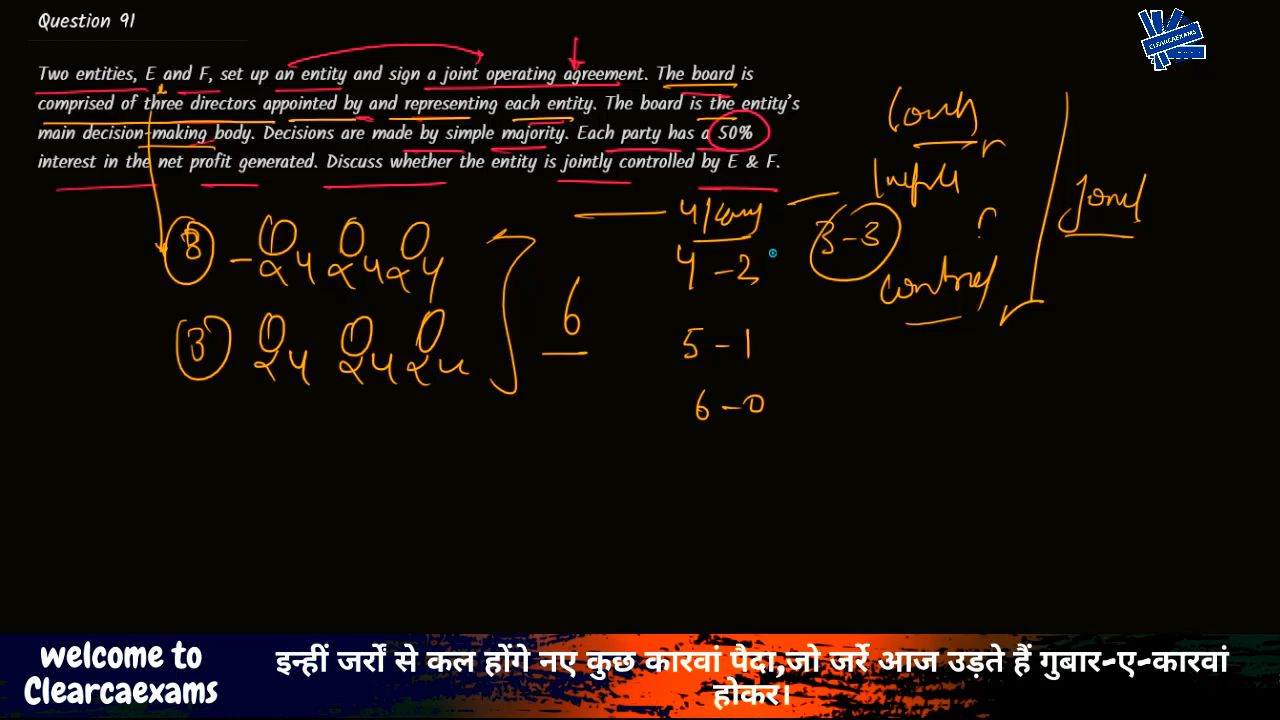 Question 91
CLEARCAEXAMS
Two entities, E and F, set up an entity and sign a joint operating agreement. The board is
comprised of three directors appointed by and representing each entity. The board is the entity's
main decision-making body. Decisions are made by simple majority. Each party has a 50%
interest in the net profit generated. Discuss whether the entity is jointly controlled by E & F.
3 -
3
6
4 - 2
3 - 3
5 - 1
6 - 0
control
welcome to
Clearcaexams
इन्हीं जर्रों से कल होंगे नए कुछ कारवां पैदा,जो जर्रे आज उड़ते हैं गुबार-ए-कारवां
होकर।